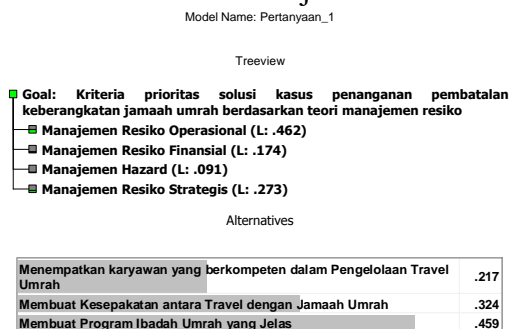 Model Name: Pertanyaan_1
Treeview
Goal: Kriteria prioritas solusi kasus penanganan pembatalan
keberangkatan jamaah umrah berdasarkan teori manajemen resiko
Manajemen Resiko Operasional (L: .462)
Manajemen Resiko Finansial (L: .174)
Manajemen Hazard (L: .091)
Manajemen Resiko Strategis (L: .273)
Alternatives
Menempatkan karyawan yang berkompeten dalam Pengelolaan Travel
Umrah .217
Membuat Kesepakatan antara Travel dengan Jamaah Umrah .324
Membuat Program Ibadah Umrah yang Jelas .459